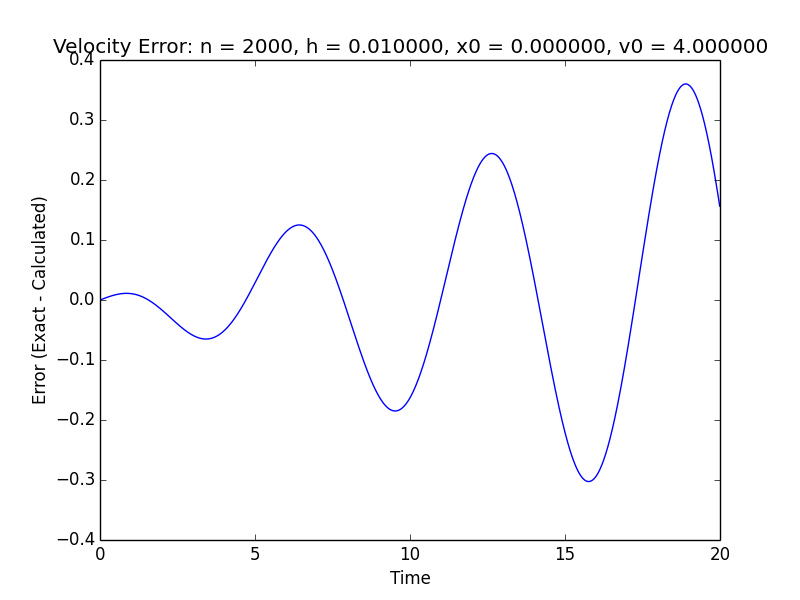 Velocity Error: n = 2000, h = 0.010000, x0 = 0.000000, v0 = 4.000000
0.4
0.3
0.2
0.1
0.0
−0.1
−0.2
−0.3
−0.4
Error (Exact - Calculated)
0 5 10 15 20
Time